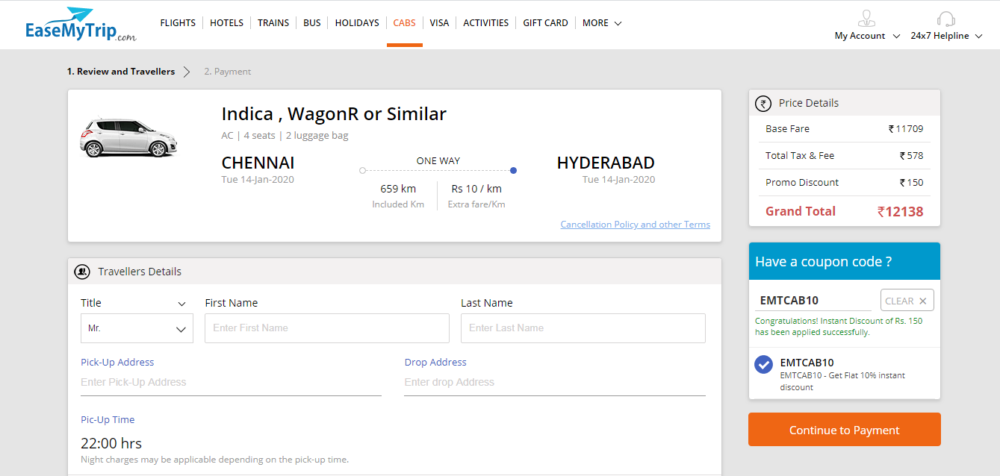 EaseMyTrip.com
FLIGHTS HOTELS TRAINS BUS HOLIDAYS CABS VISA ACTIVITIES GIFT CARD MORE
My Account 24x7 Helpline
1. Review and Travellers 2. Payment
Indica , WagonR or Similar
AC | 4 seats | 2 luggage bag
CHENNAI
Tue 14-Jan-2020
ONE WAY
659 km
Included Km
Rs 10 / km
Extra fare/Km
HYDERABAD
Tue 14-Jan-2020
Cancellation Policy and other Terms
Travellers Details
Title
Mr.
First Name
Enter First Name
Last Name
Enter Last Name
Pick-Up Address
Enter Pick-Up Address
Drop Address
Enter drop Address
Pic-Up Time
22:00 hrs
Night charges may be applicable depending on the pick-up time.
₹ Price Details
Base Fare ₹ 11709
Total Tax & Fee ₹ 578
Promo Discount ₹ 150
Grand Total ₹12138
Have a coupon code ?
EMTCAB10 CLEAR ✕
Congratulations! Instant Discount of Rs. 150
has been applied successfully.
EMTCAB10
EMTCAB10 - Get Flat 10% instant
discount
Continue to Payment